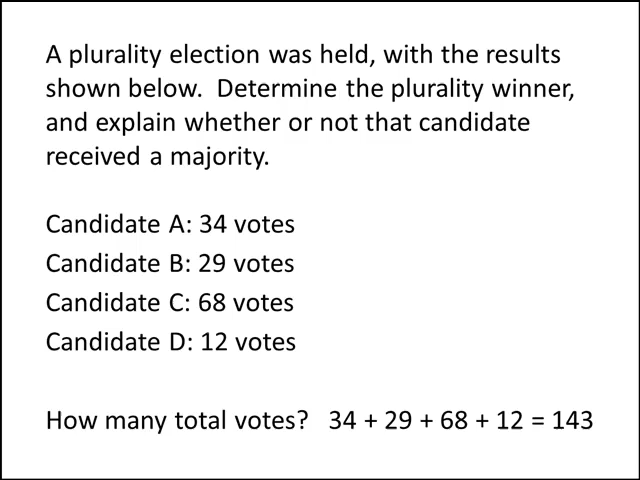 A plurality election was held, with the results
shown below.  Determine the plurality winner,
and explain whether or not that candidate
received a majority.
Candidate A: 34 votes
Candidate B: 29 votes
Candidate C: 68 votes
Candidate D: 12 votes
How many total votes?   34 + 29 + 68 + 12 = 143